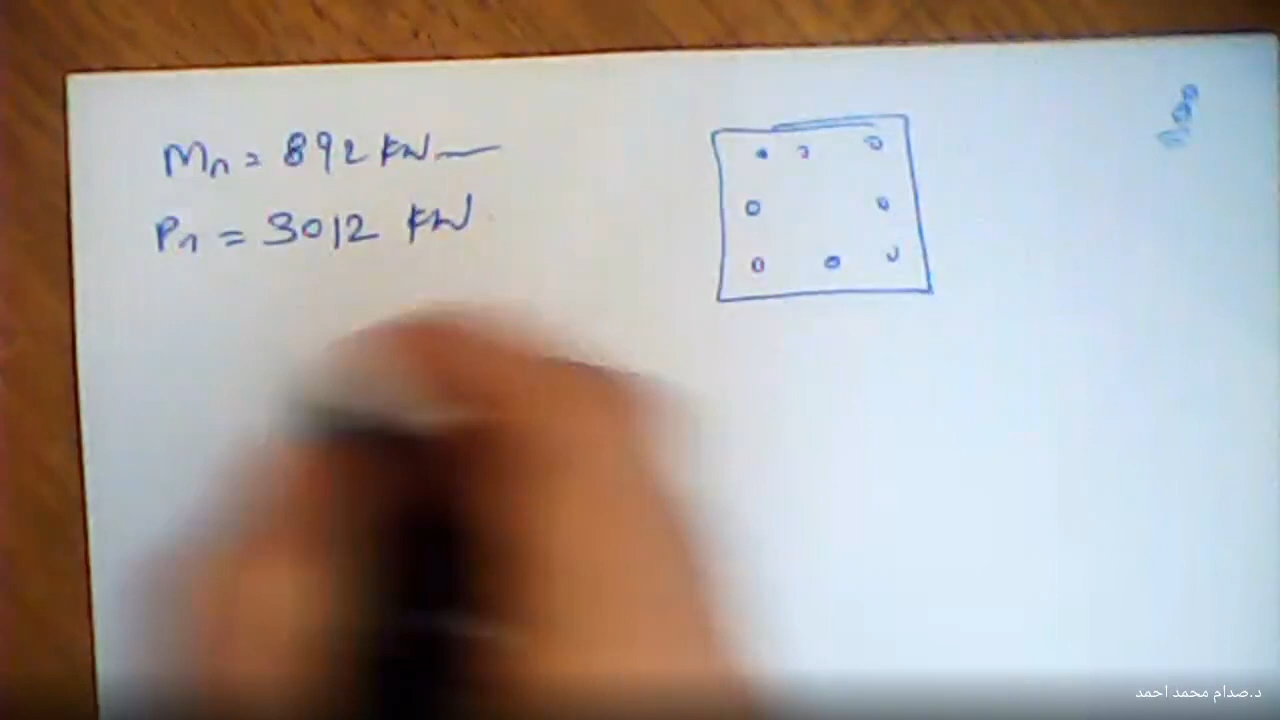 Mn = 892 kN
Pn = 3012 kN
د.صدام محمد احمد